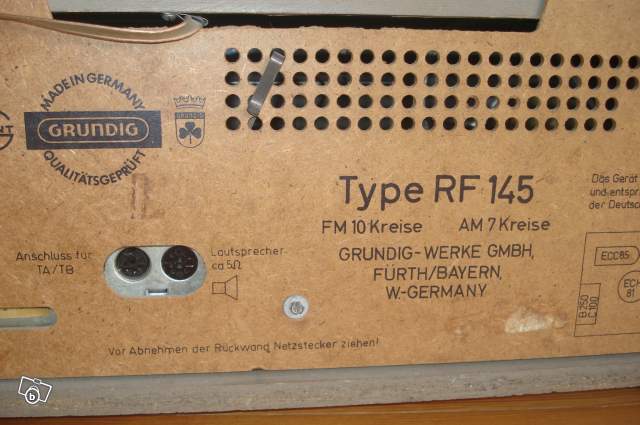 MADE IN GERMANY
GRUNDIG
QUALITÄTSGEPRÜFT
GRUNDIG
Type RF 145
FM 10 Kreise AM 7 Kreise
GRUNDIG-WERKE GMBH,
FÜRTH/BAYERN,
W.-GERMANY
Anschluss für
TA/TB
Lautsprecher-
ca 5Ω
Vor Abnehmen der Rückwand Netzstecker ziehen!
Das Gerät
und entspr
der Deutsc
ECC85
ECH
81
B250
C100
b